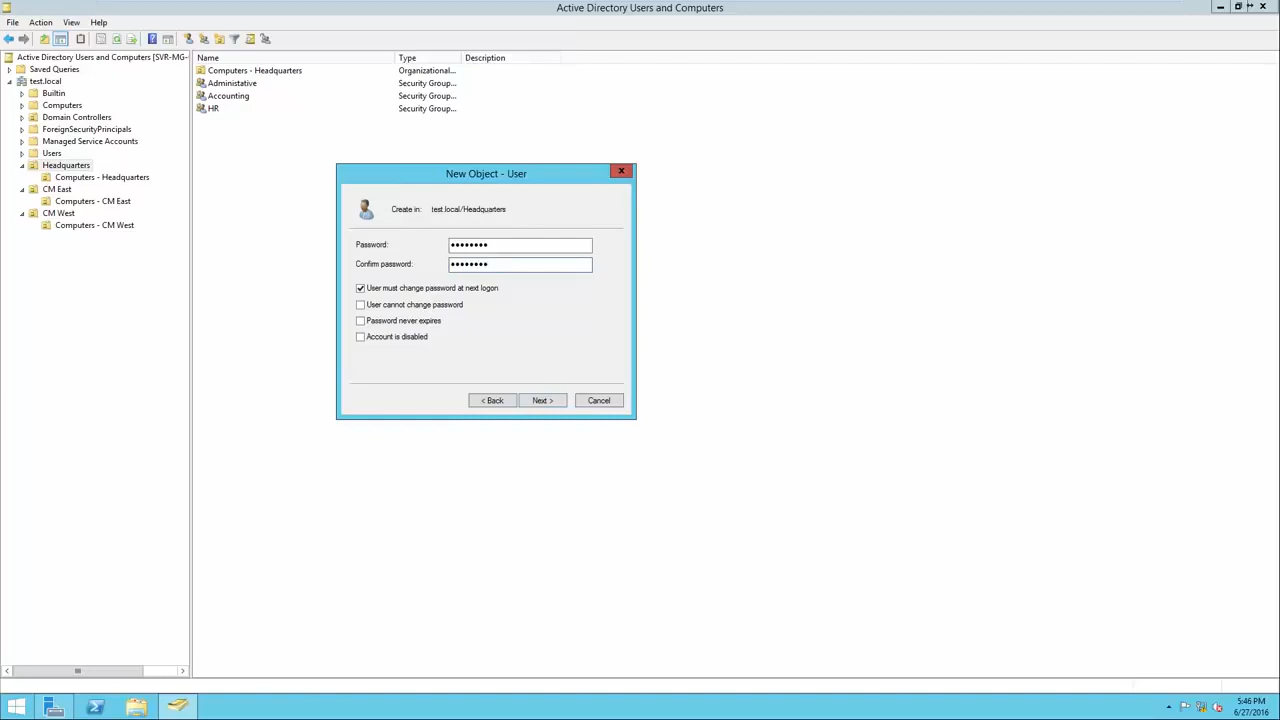 Active Directory Users and Computers
File Action View Help
Active Directory Users and Computers [SVR-MG-
Saved Queries
test.local
Builtin
Computers
Domain Controllers
ForeignSecurityPrincipals
Managed Service Accounts
Users
Headquarters
Computers - Headquarters
CM East
Computers - CM East
CM West
Computers - CM West
Name Type Description
Computers - Headquarters Organizational...
Administative Security Group...
Accounting Security Group...
HR Security Group...
New Object - User
Create in: test.local/Headquarters
Password: ••••••••
Confirm password: ••••••••
User must change password at next logon
User cannot change password
Password never expires
Account is disabled
< Back Next > Cancel
5:46 PM
6/27/2016